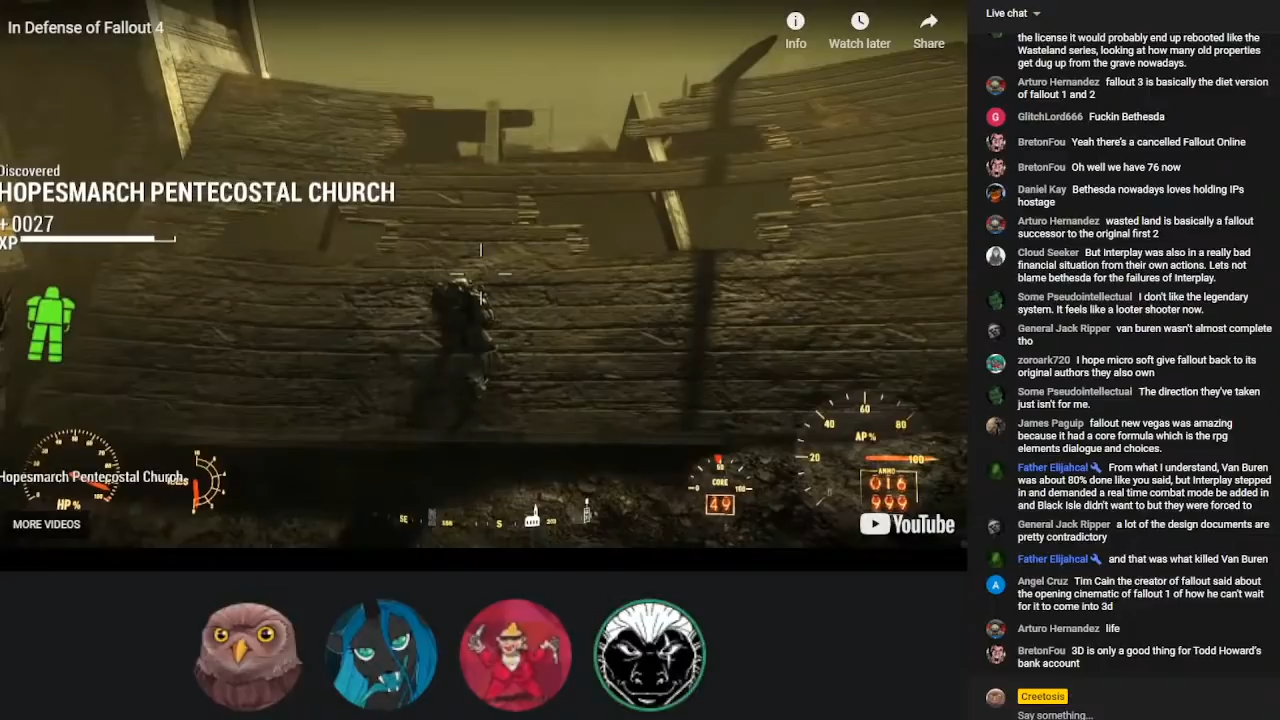 In Defense of Fallout 4
Info
Watch later
Share
Discovered
HOPESMARCH PENTECOSTAL CHURCH
+ 0027
XP
Hopesmarch Pentecostal Church
HP %
MORE VIDEOS
SE
S
CORE
49
20
40
60
80
100
AP %
AMMO
016
999
YouTube
Live chat
the license it would probably end up rebooted like the
Wasteland series, looking at how many old properties
get dug up from the grave nowadays.
Arturo Hernandez fallout 3 is basically the diet version
of fallout 1 and 2
G
GlitchLord666 Fuckin Bethesda
BretonFou Yeah there's a cancelled Fallout Online
BretonFou Oh well we have 76 now
Daniel Kay Bethesda nowadays loves holding IPs
hostage
Arturo Hernandez wasted land is basically a fallout
successor to the original first 2
Cloud Seeker But Interplay was also in a really bad
financial situation from their own actions. Lets not
blame bethesda for the failures of Interplay.
Some Pseudointellectual I don't like the legendary
system. It feels like a looter shooter now.
General Jack Ripper van buren wasn't almost complete
tho
zoroark720 I hope micro soft give fallout back to its
original authors they also own
Some Pseudointellectual The direction they've taken
just isn't for me.
James Paguip fallout new vegas was amazing
because it had a core formula which is the rpg
elements dialogue and choices.
Father Elijahcal From what I understand, Van Buren
was about 80% done like you said, but Interplay stepped
in and demanded a real time combat mode be added in
and Black Isle didn't want to but they were forced to
General Jack Ripper a lot of the design documents are
pretty contradictory
Father Elijahcal and that was what killed Van Buren
A
Angel Cruz Tim Cain the creator of fallout said about
the opening cinematic of fallout 1 of how he can't wait
for it to come into 3d
Arturo Hernandez life
BretonFou 3D is only a good thing for Todd Howard's
bank account
Creetosis
Say something...